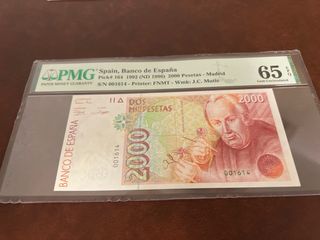 PMG
PAPER MONEY GUARANTY
Spain, Banco de España
Pick# 164 1992 (ND 1996) 2000 Pesetas - Madrid
S/N 001614 - Printer: FNMT - Wmk: J.C. Mutis
65 EPQ
Gem Uncirculated
DOS
MIL PESETAS
2000
001614
2000
BANCO DE ESPAÑA
001614